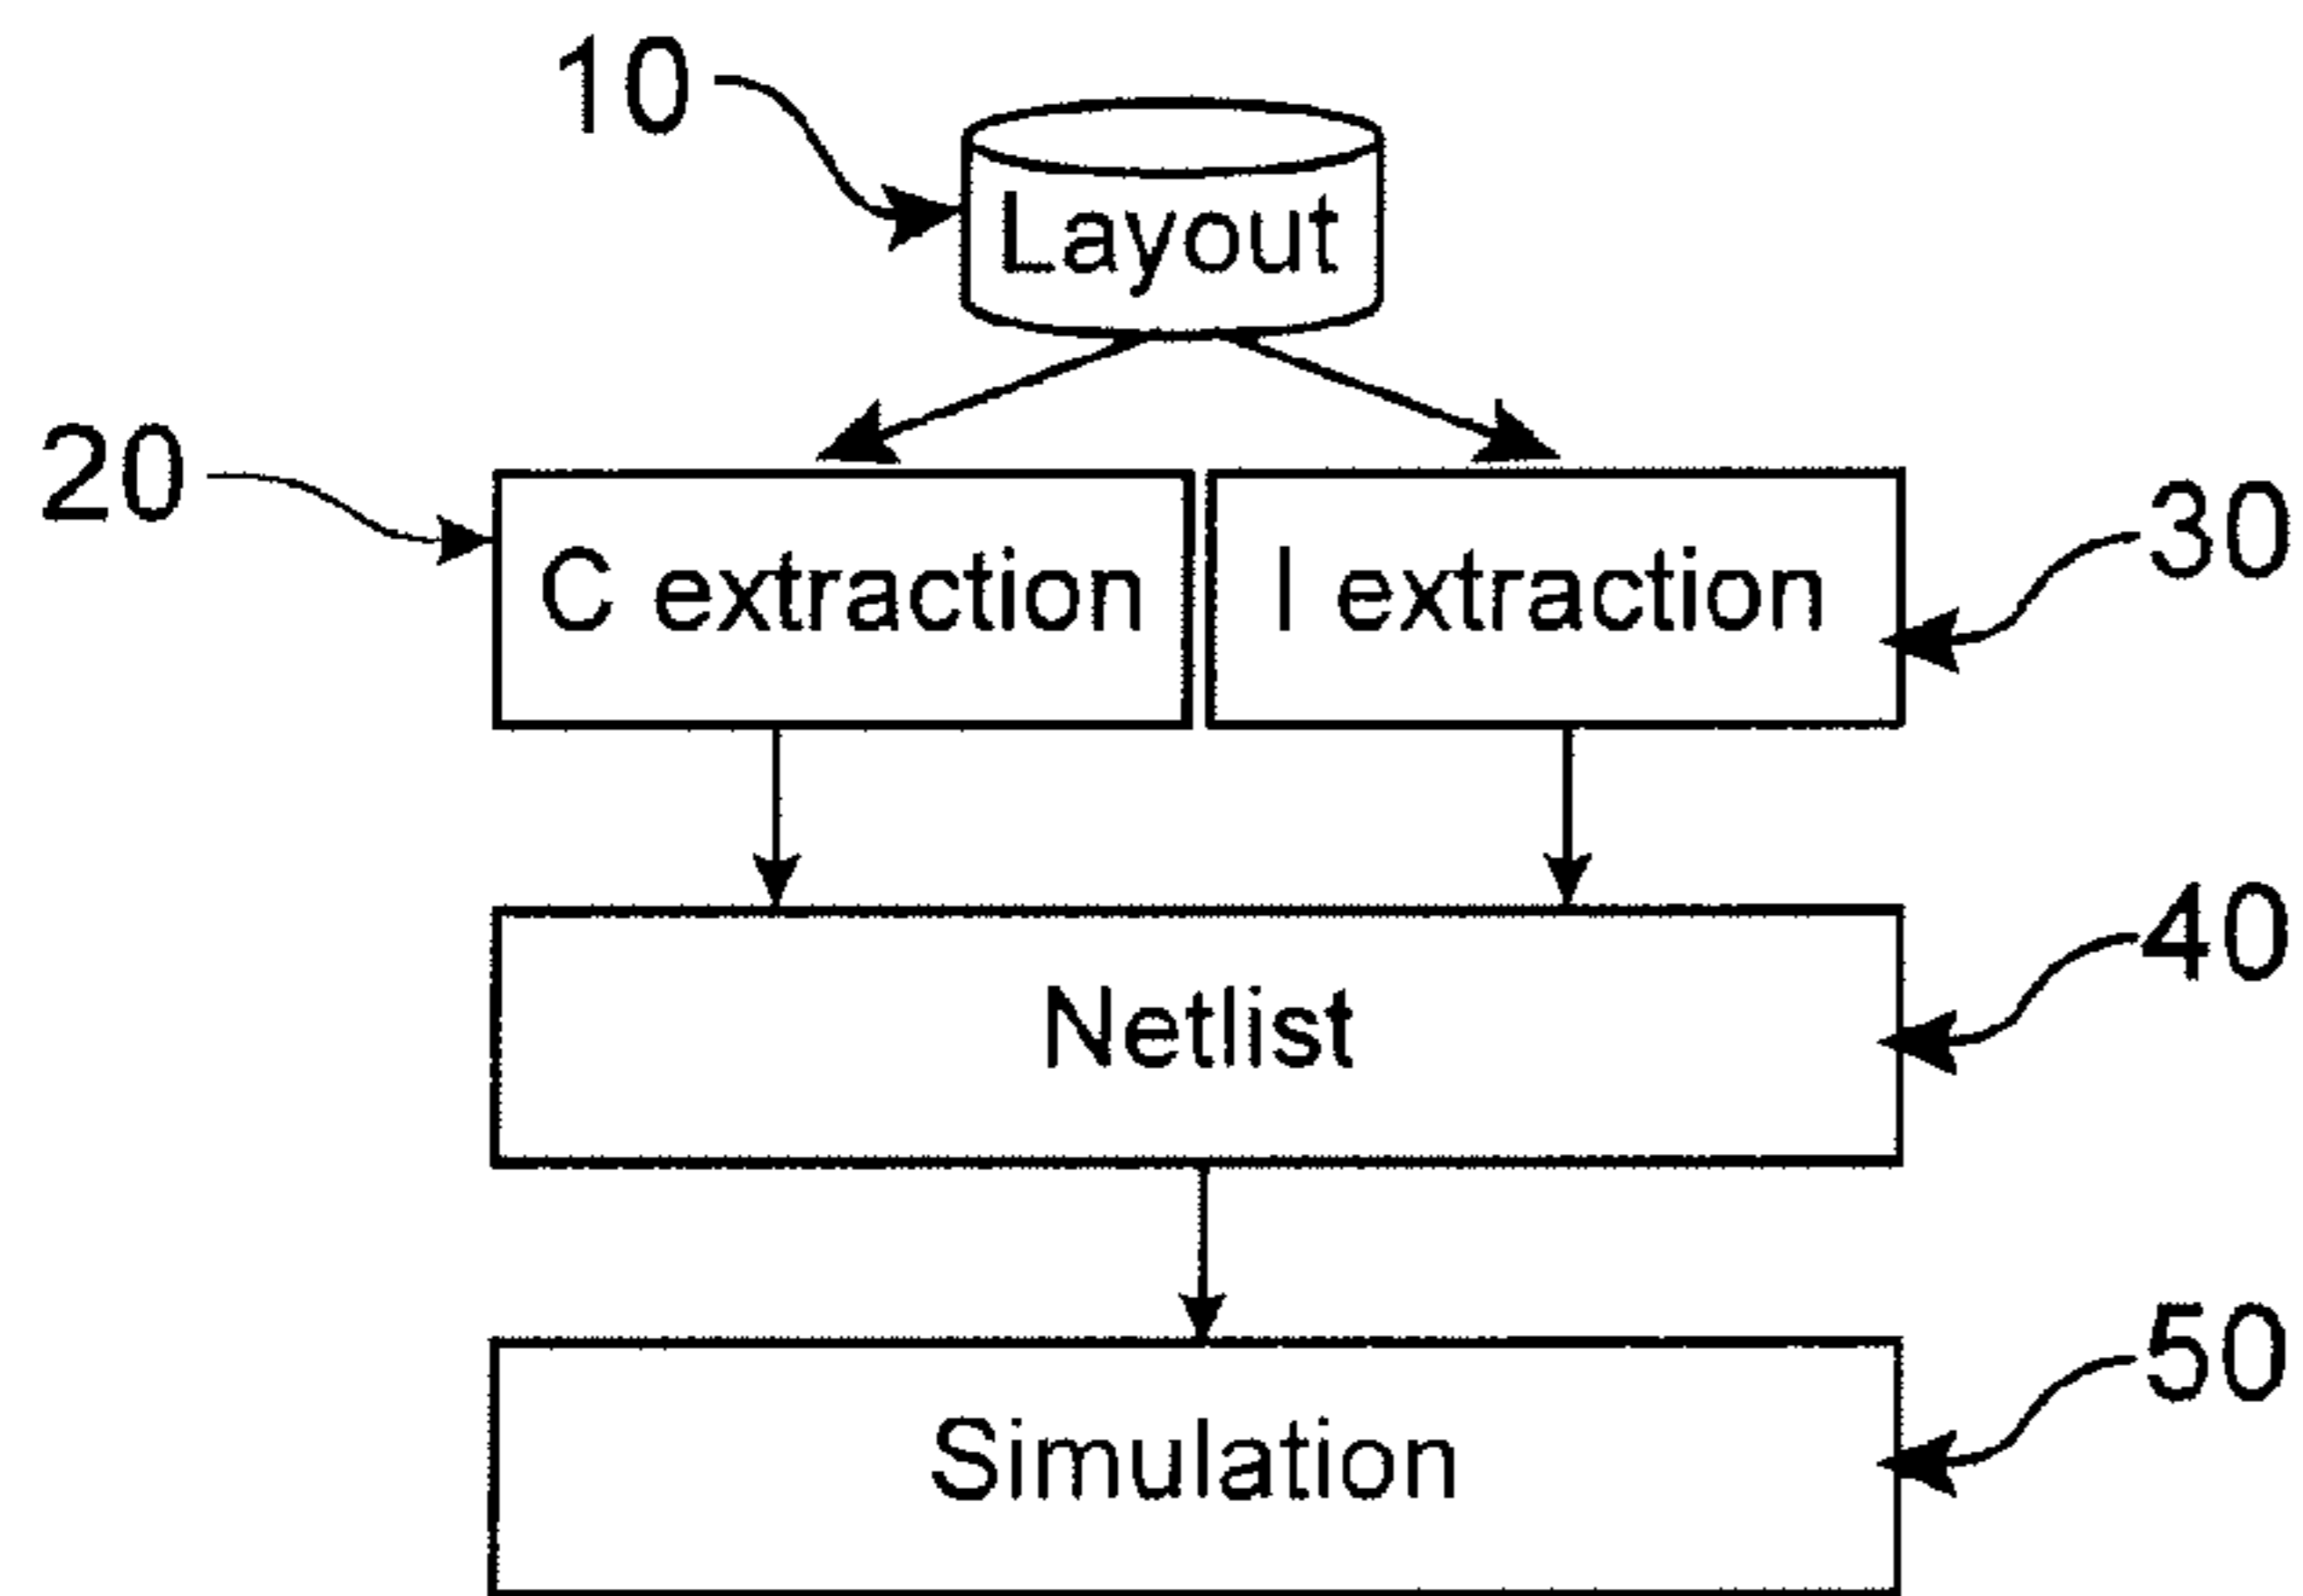 10
Layout
20
C extraction
I extraction
30
Netlist
40
Simulation
50